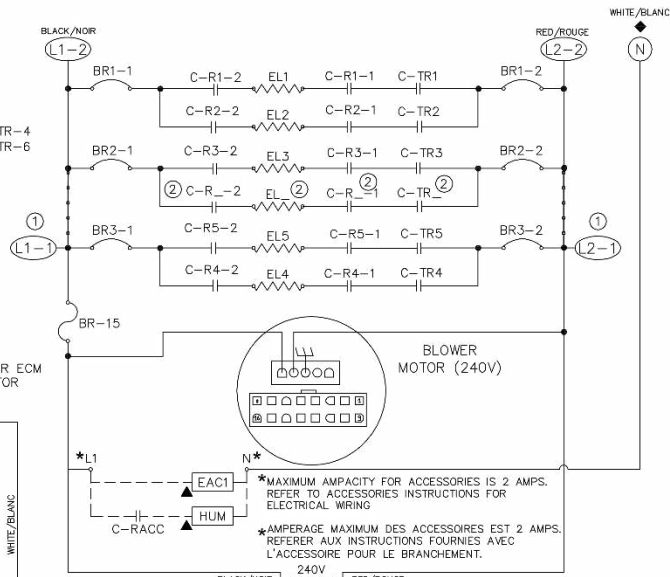 WHITE/BLANC
BLACK/NOIR
RED/ROUGE
L1-2
L2-2
N
BR1-1
C-R1-2
EL1
C-R1-1
C-TR1
BR1-2
C-R2-2
EL2
C-R2-1
C-TR2
TR-4
TR-6
BR2-1
C-R3-2
EL3
C-R3-1
C-TR3
BR2-2
2
C-R_-2
EL_
2
C-R_-1
2
C-TR_
2
1
1
BR3-1
C-R5-2
EL5
C-R5-1
C-TR5
BR3-2
L1-1
L2-1
C-R4-2
EL4
C-R4-1
C-TR4
BR-15
BLOWER
MOTOR (240V)
R ECM
TOR
16
1
*L1
N*
EAC1
HUM
C-RACC
*MAXIMUM AMPACITY FOR ACCESSORIES IS 2 AMPS.
REFER TO ACCESSORIES INSTRUCTIONS FOR
ELECTRICAL WIRING
*AMPERAGE MAXIMUM DES ACCESSOIRES EST 2 AMPS.
REFERER AUX INSTRUCTIONS FOURNIES AVEC
L'ACCESSOIRE POUR LE BRANCHEMENT.
WHITE/BLANC
240V
BLACK/NOIR
RED/ROUGE